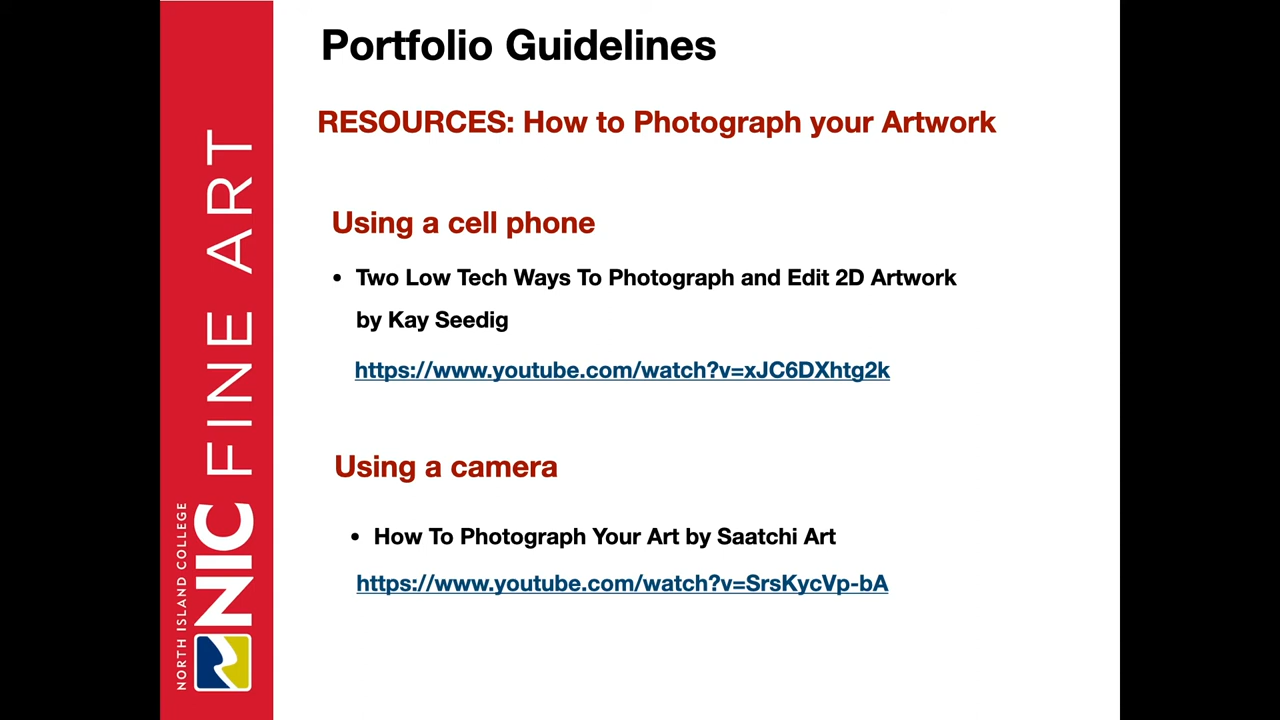 Portfolio Guidelines
RESOURCES: How to Photograph your Artwork
Using a cell phone
• Two Low Tech Ways To Photograph and Edit 2D Artwork
by Kay Seedig
https://www.youtube.com/watch?v=xJC6DXhtg2k
Using a camera
• How To Photograph Your Art by Saatchi Art
https://www.youtube.com/watch?v=SrsKycVp-bA
NORTH ISLAND COLLEGE
NIC FINE ART